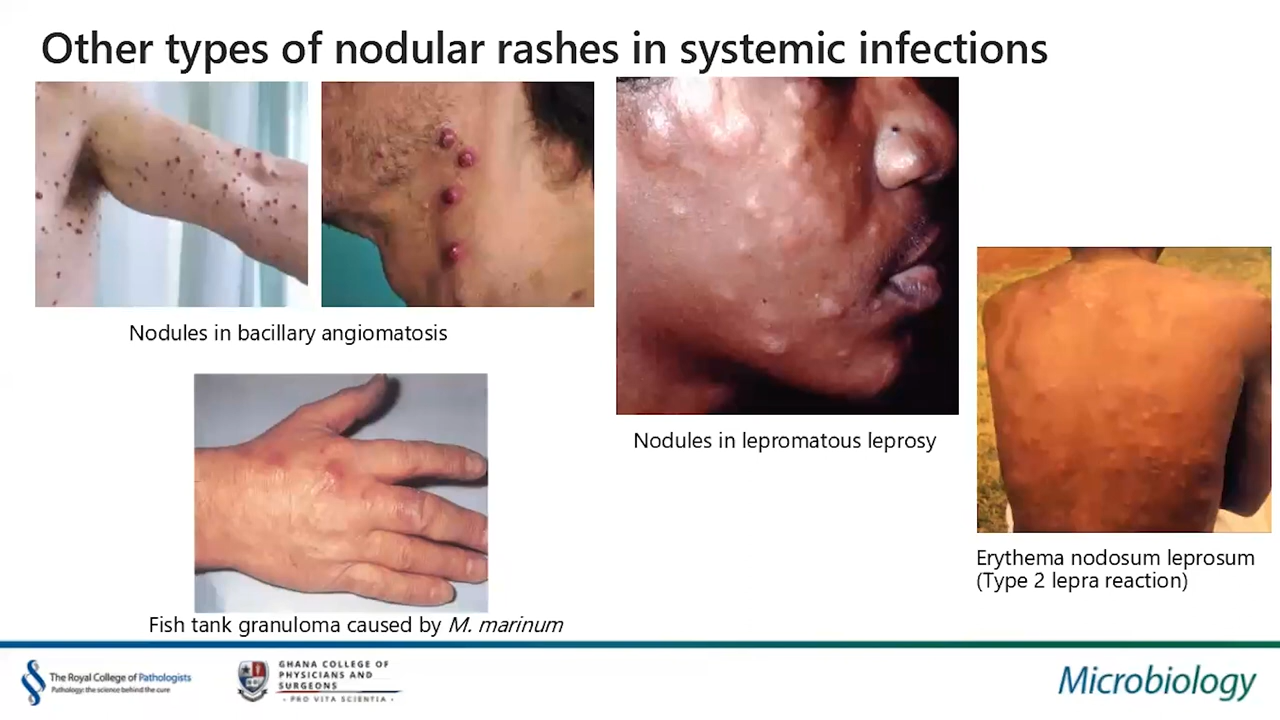 Other types of nodular rashes in systemic infections
Nodules in bacillary angiomatosis
Nodules in lepromatous leprosy
Erythema nodosum leprosum
(Type 2 lepra reaction)
Fish tank granuloma caused by M. marinum
The Royal College of Pathologists
Pathology: the science behind the cure
GHANA COLLEGE OF
PHYSICIANS AND
SURGEONS
- PRO VITA SCIENTIA -
Microbiology